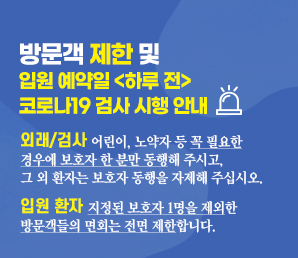 방문객 제한 및
입원 예약일 <하루 전>
코로나19 검사 시행 안내
외래/검사 어린이, 노약자 등 꼭 필요한
경우에 보호자 한 분만 동행해 주시고,
그 외 환자는 보호자 동행을 자제해 주십시오.
입원 환자 지정된 보호자 1명을 제외한
방문객들의 면회는 전면 제한합니다.